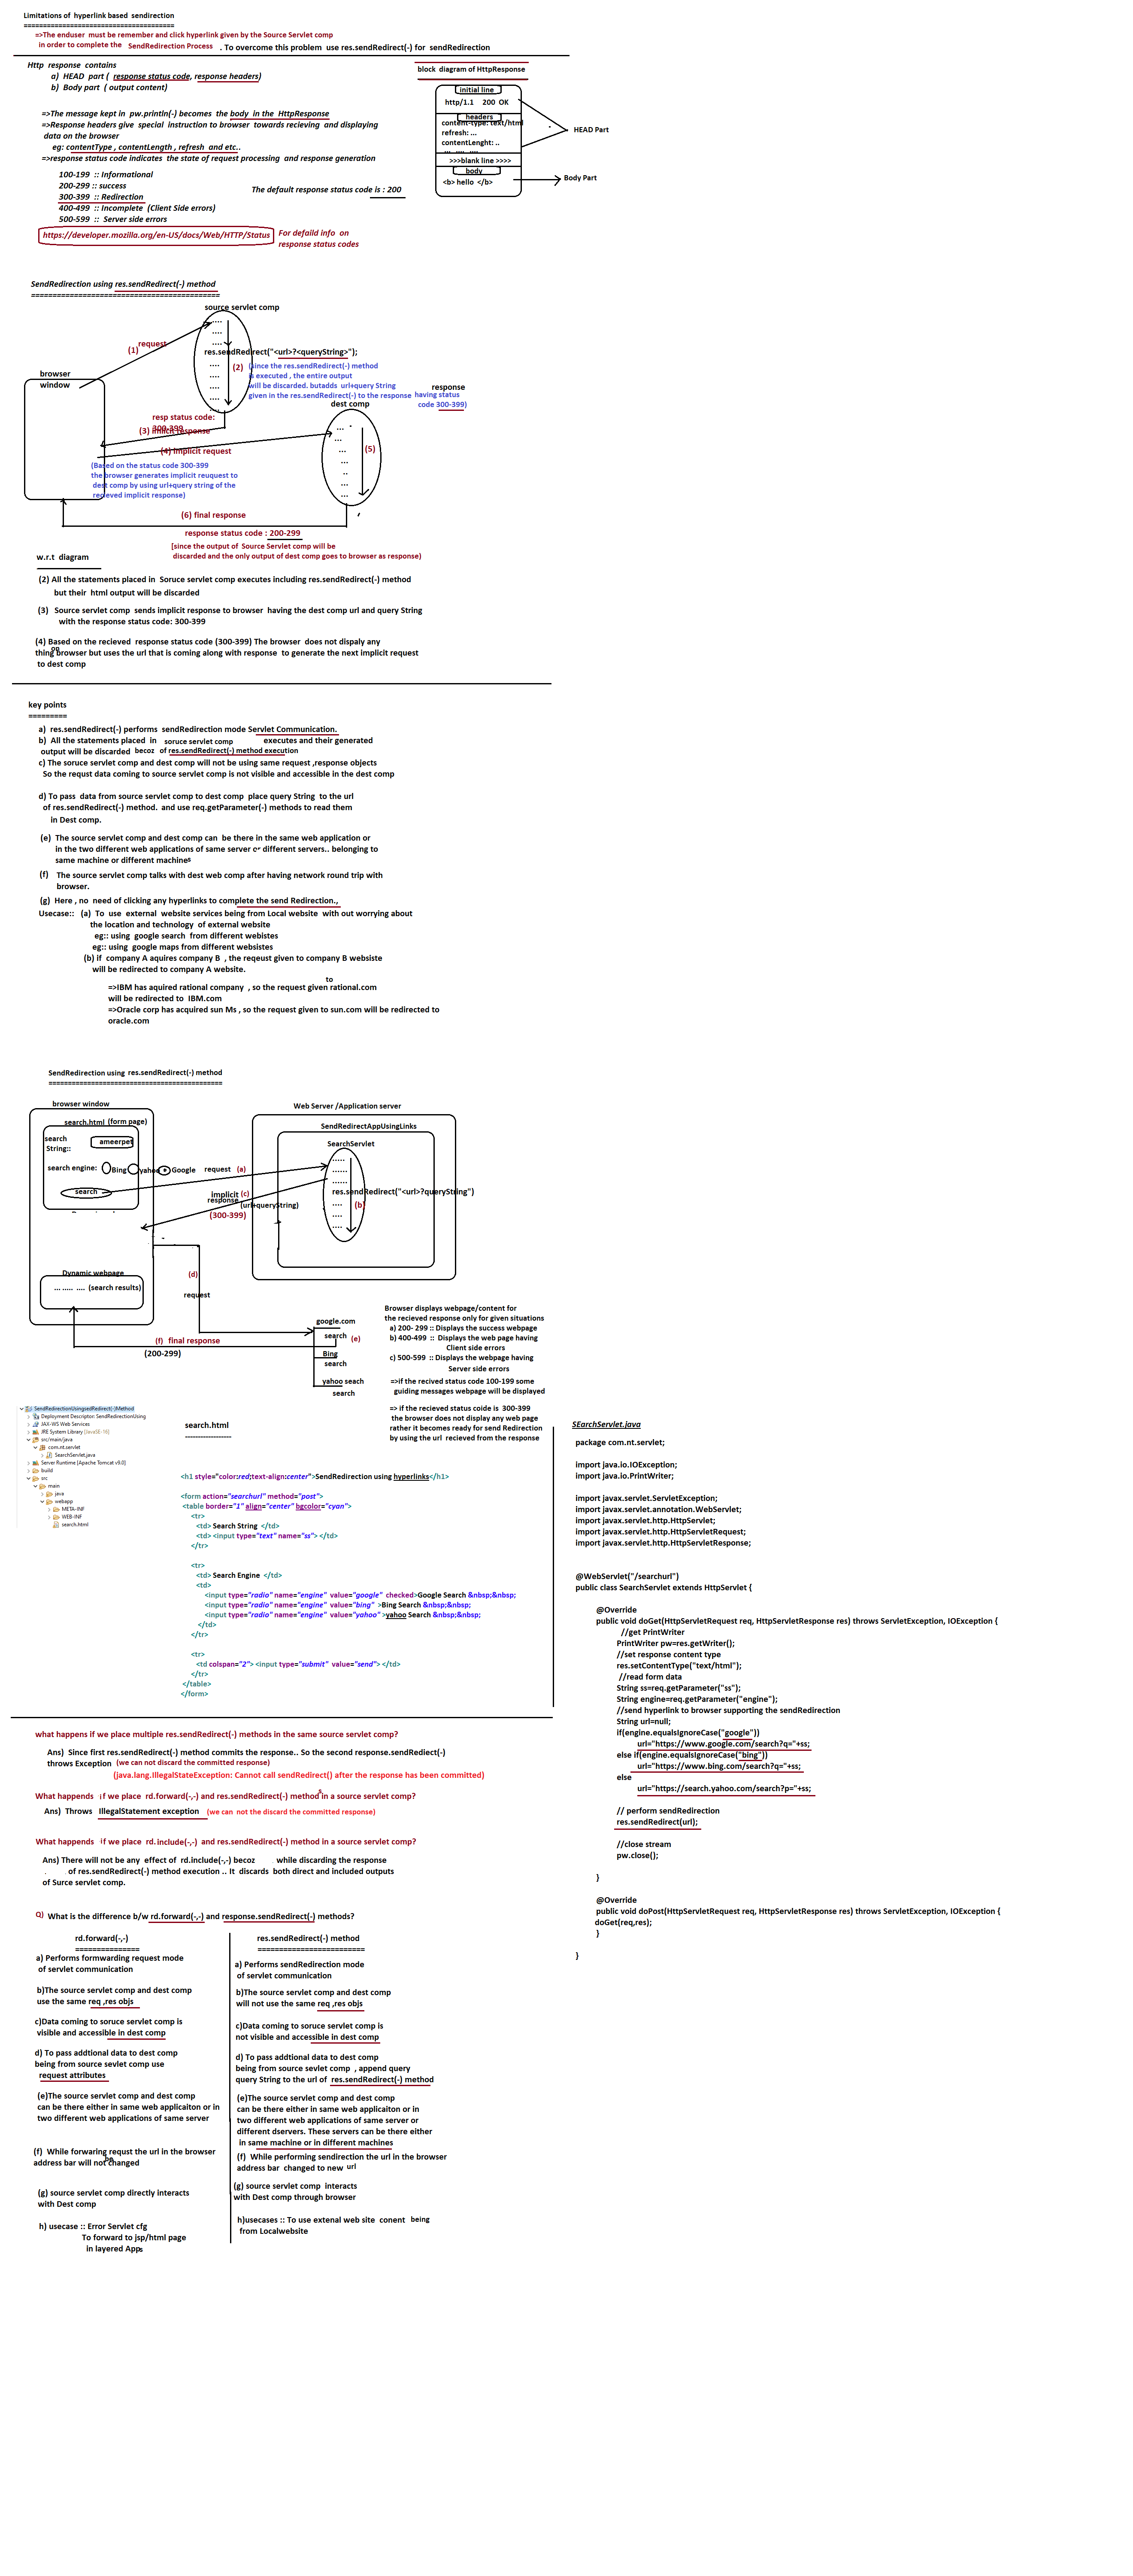 Limitations of hyperlink based sendirection
=======================================
=>The enduser must be remember and click hyperlink given by the Source Servlet comp
in order to complete the SendRedirection Process . To overcome this problem use res.sendRedirect(-) for sendRedirection
Http response contains
a) HEAD part ( response status code, response headers)
b) Body part ( output content)
=>The message kept in pw.println(-) becomes the body in the HttpResponse
=>Response headers give special instruction to browser towards recieving and displaying
data on the browser
eg: contentType , contentLength , refresh and etc..
=>response status code indicates the state of request processing and response generation
100-199 :: Informational
200-299 :: success
300-399 :: Redirection
400-499 :: Incomplete (Client Side errors)
500-599 :: Server side errors
The default response status code is : 200
https://developer.mozilla.org/en-US/docs/Web/HTTP/Status
For defaild info on
response status codes
block diagram of HttpResponse
initial line
http/1.1 200 OK
headers
content-type: text/html
refresh: ...
contentLenght: ..
.... .... ....
>>>blank line >>>>
body
<b> hello </b>
HEAD Part
Body Part
SendRedirection using res.sendRedirect(-) method
=============================================
source servlet comp
....
....
....
res.sendRedirect("<url>?<queryString>");
....
....
....
....
....
(1) request
(2)
(since the res.sendRedirect(-) method
is executed , the entire output
will be discarded. butadds url+query String
given in the res.sendRedirect(-) to the response having status
code 300-399)
response
browser
window
dest comp
... .
...
...
...
..
...
...
(5)
resp status code:
300-399
(3) implicit response
(4) implicit request
(Based on the status code 300-399
the browser generates implicit reuquest to
dest comp by using url+query string of the
recieved implicit response)
(6) final response
response status code : 200-299
[since the output of Source Servlet comp will be
discarded and the only output of dest comp goes to browser as response)
w.r.t diagram
(2) All the statements placed in Soruce servlet comp executes including res.sendRedirect(-) method
but their html output will be discarded
(3) Source servlet comp sends implicit response to browser having the dest comp url and query String
with the response status code: 300-399
(4) Based on the recieved response status code (300-399) The browser does not dispaly any
thing on browser but uses the url that is coming along with response to generate the next implicit request
to dest comp
key points
=========
a) res.sendRedirect(-) performs sendRedirection mode Servlet Communication.
b) All the statements placed in soruce servlet comp executes and their generated
output will be discarded becoz of res.sendRedirect(-) method execution
c) The soruce servlet comp and dest comp will not be using same request ,response objects
So the requst data coming to source servlet comp is not visible and accessible in the dest comp
d) To pass data from source servlet comp to dest comp place query String to the url
of res.sendRedirect(-) method. and use req.getParameter(-) methods to read them
in Dest comp.
(e) The source servlet comp and dest comp can be there in the same web application or
in the two different web applications of same server or different servers.. belonging to
same machine or different machines
(f) The source servlet comp talks with dest web comp after having network round trip with
browser.
(g) Here , no need of clicking any hyperlinks to complete the send Redirection.,
Usecase:: (a) To use external website services being from Local website with out worrying about
the location and technology of external website
eg:: using google search from different webistes
eg:: using google maps from different websistes
(b) if company A aquires company B , the reqeust given to company B websiste
will be redirected to company A website.
=>IBM has aquired rational company , so the request given to rational.com
will be redirected to IBM.com
=>Oracle corp has acquired sun Ms , so the request given to sun.com will be redirected to
oracle.com
SendRedirection using res.sendRedirect(-) method
=============================================
browser window
search.html (form page)
search
String::
ameerpet
search engine: Bing yahoo Google
search
Web Server /Application server
SendRedirectAppUsingLinks
SearchServlet
.....
......
......
res.sendRedirect("<url>?queryString")
....
....
....
(b)
request (a)
implicit (c)
response
(url+queryString)
(300-399)
Dynamic webpage
... ..... .... (search results)
(d)
request
(f) final response
(200-299)
google.com
search (e)
Bing
search
yahoo seach
search
Browser displays webpage/content for
the recieved response only for given situations
a) 200- 299 :: Displays the success webpage
b) 400-499 :: Displays the web page having
Client side errors
c) 500-599 :: Displays the webpage having
Server side errors
=>if the recived status code 100-199 some
guiding messages webpage will be displayed
=> if the recieved status coide is 300-399
the browser does not display any web page
rather it becomes ready for send Redirection
by using the url recieved from the response
SendRedirectionUsingsedRedirect(-)Method
Deployment Descriptor: SendRedirectionUsing
JAX-WS Web Services
JRE System Library [JavaSE-16]
src/main/java
com.nt.servlet
SearchServlet.java
Server Runtime [Apache Tomcat v9.0]
build
src
main
java
webapp
META-INF
WEB-INF
search.html
search.html
------------------
<h1 style="color:red;text-align:center">SendRedirection using hyperlinks</h1>
<form action="searchurl" method="post">
<table border="1" align="center" bgcolor="cyan">
<tr>
<td> Search String </td>
<td> <input type="text" name="ss"> </td>
</tr>
<tr>
<td> Search Engine </td>
<td>
<input type="radio" name="engine" value="google" checked>Google Search &nbsp;&nbsp;
<input type="radio" name="engine" value="bing" >Bing Search &nbsp;&nbsp;
<input type="radio" name="engine" value="yahoo" >yahoo Search &nbsp;&nbsp;
</td>
</tr>
<tr>
<td colspan="2"> <input type="submit" value="send"> </td>
</tr>
</table>
</form>
SEarchServlet.java
package com.nt.servlet;
import java.io.IOException;
import java.io.PrintWriter;
import javax.servlet.ServletException;
import javax.servlet.annotation.WebServlet;
import javax.servlet.http.HttpServlet;
import javax.servlet.http.HttpServletRequest;
import javax.servlet.http.HttpServletResponse;
@WebServlet("/searchurl")
public class SearchServlet extends HttpServlet {
@Override
public void doGet(HttpServletRequest req, HttpServletResponse res) throws ServletException, IOException {
//get PrintWriter
PrintWriter pw=res.getWriter();
//set response content type
res.setContentType("text/html");
//read form data
String ss=req.getParameter("ss");
String engine=req.getParameter("engine");
//send hyperlink to browser supporting the sendRedirection
String url=null;
if(engine.equalsIgnoreCase("google"))
url="https://www.google.com/search?q="+ss;
else if(engine.equalsIgnoreCase("bing"))
url="https://www.bing.com/search?q="+ss;
else
url="https://search.yahoo.com/search?p="+ss;
// perform sendRedirection
res.sendRedirect(url);
//close stream
pw.close();
}
@Override
public void doPost(HttpServletRequest req, HttpServletResponse res) throws ServletException, IOException {
doGet(req,res);
}
}
what happens if we place multiple res.sendRedirect(-) methods in the same source servlet comp?
Ans) Since first res.sendRedirect(-) method commits the response.. So the second response.sendRediect(-)
throws Exception (we can not discard the committed response)
(java.lang.IllegalStateException: Cannot call sendRedirect() after the response has been committed)
What happends if we place rd.forward(-,-) and res.sendRedirect(-) methods in a source servlet comp?
Ans) Throws IllegalStatement exception (we can not the discard the committed response)
What happends if we place rd.include(-,-) and res.sendRedirect(-) method in a source servlet comp?
Ans) There will not be any effect of rd.include(-,-) becoz while discarding the response
of res.sendRedirect(-) method execution .. It discards both direct and included outputs
of Surce servlet comp.
Q) What is the difference b/w rd.forward(-,-) and response.sendRedirect(-) methods?
rd.forward(-,-)
===============
a) Performs formwarding request mode
of servlet communication
b)The source servlet comp and dest comp
use the same req ,res objs
c)Data coming to soruce servlet comp is
visible and accessible in dest comp
d) To pass addtional data to dest comp
being from source sevlet comp use
request attributes
(e)The source servlet comp and dest comp
can be there either in same web applicaiton or in
two different web applications of same server
(f) While forwaring requst the url in the browser
address bar will not be changed
(g) source servlet comp directly interacts
with Dest comp
h) usecase :: Error Servlet cfg
To forward to jsp/html page
in layered Apps
res.sendRedirect(-) method
=========================
a) Performs sendRedirection mode
of servlet communication
b)The source servlet comp and dest comp
will not use the same req ,res objs
c)Data coming to soruce servlet comp is
not visible and accessible in dest comp
d) To pass addtional data to dest comp
being from source sevlet comp , append query
query String to the url of res.sendRedirect(-) method
(e)The source servlet comp and dest comp
can be there either in same web applicaiton or in
two different web applications of same server or
different dservers. These servers can be there either
in same machine or in different machines
(f) While performing sendirection the url in the browser
address bar changed to new url
(g) source servlet comp interacts
with Dest comp through browser
h)usecases :: To use extenal web site conent being
from Localwebsite